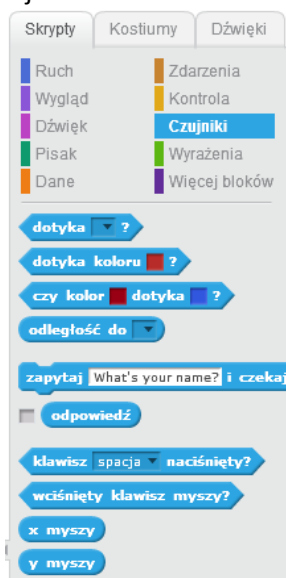 Skrypty Kostiumy Dźwięki
Ruch Zdarzenia
Wygląd Kontrola
Dźwięk Czujniki
Pisak Wyrażenia
Dane Więcej bloków
dotyka ?
dotyka koloru ?
czy kolor dotyka ?
odległość do
zapytaj What's your name? i czekaj
odpowiedź
klawisz spacja naciśnięty?
wciśnięty klawisz myszy?
x myszy
y myszy